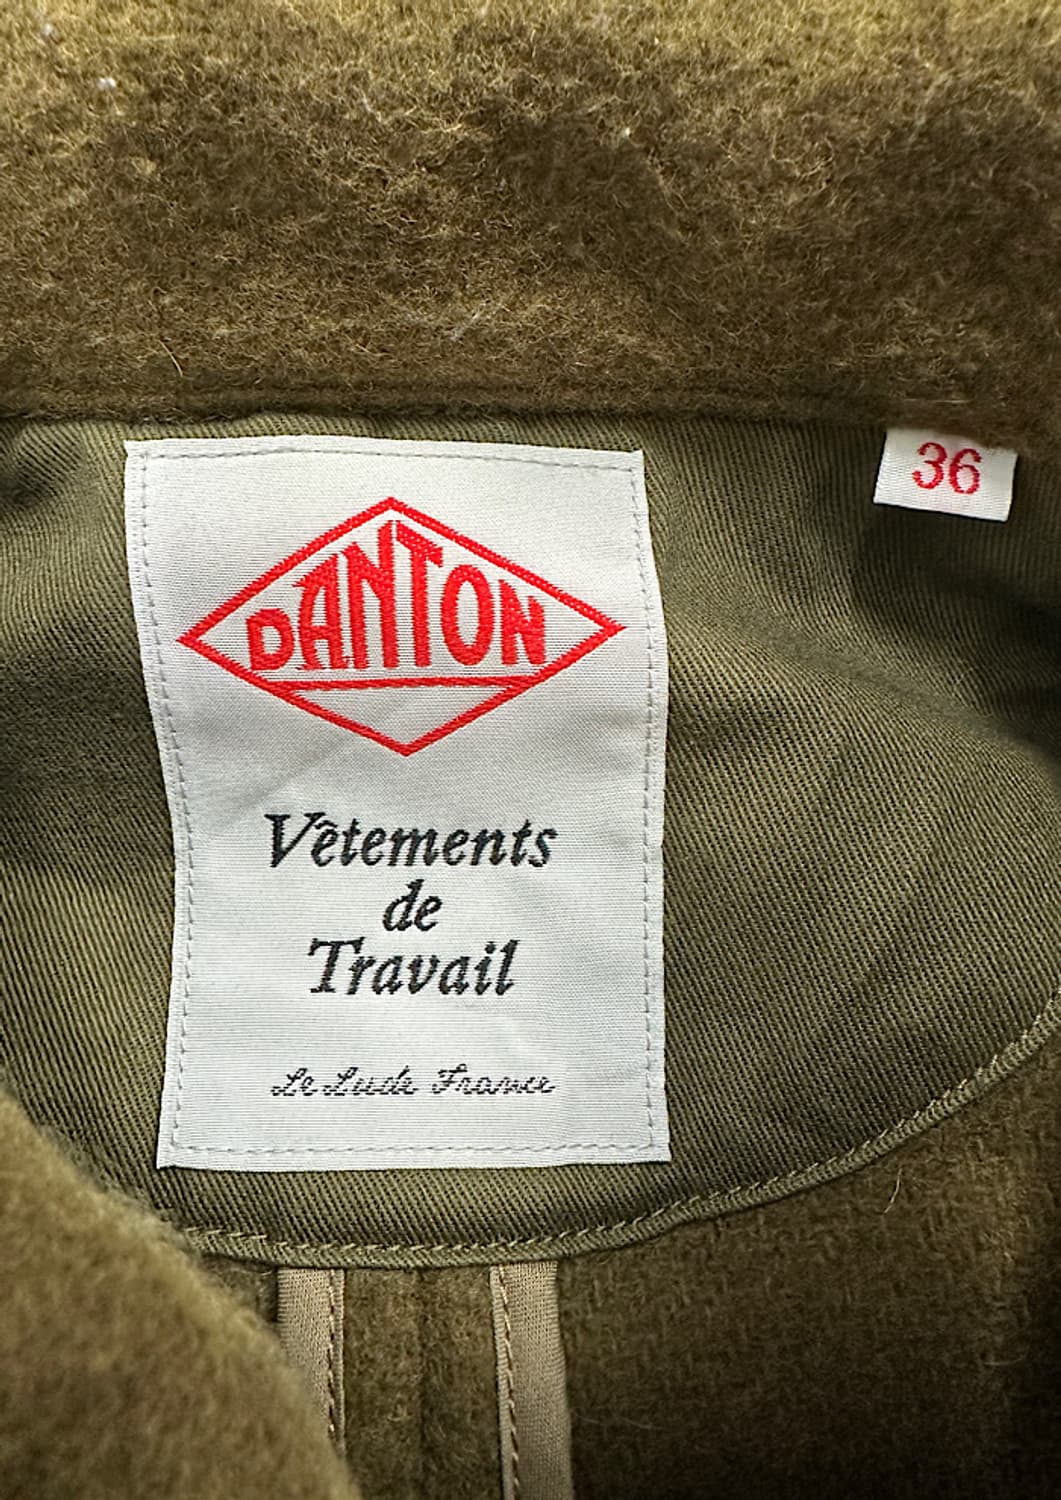 36
DANTON
Vêtements
de
Travail
Le Lude France